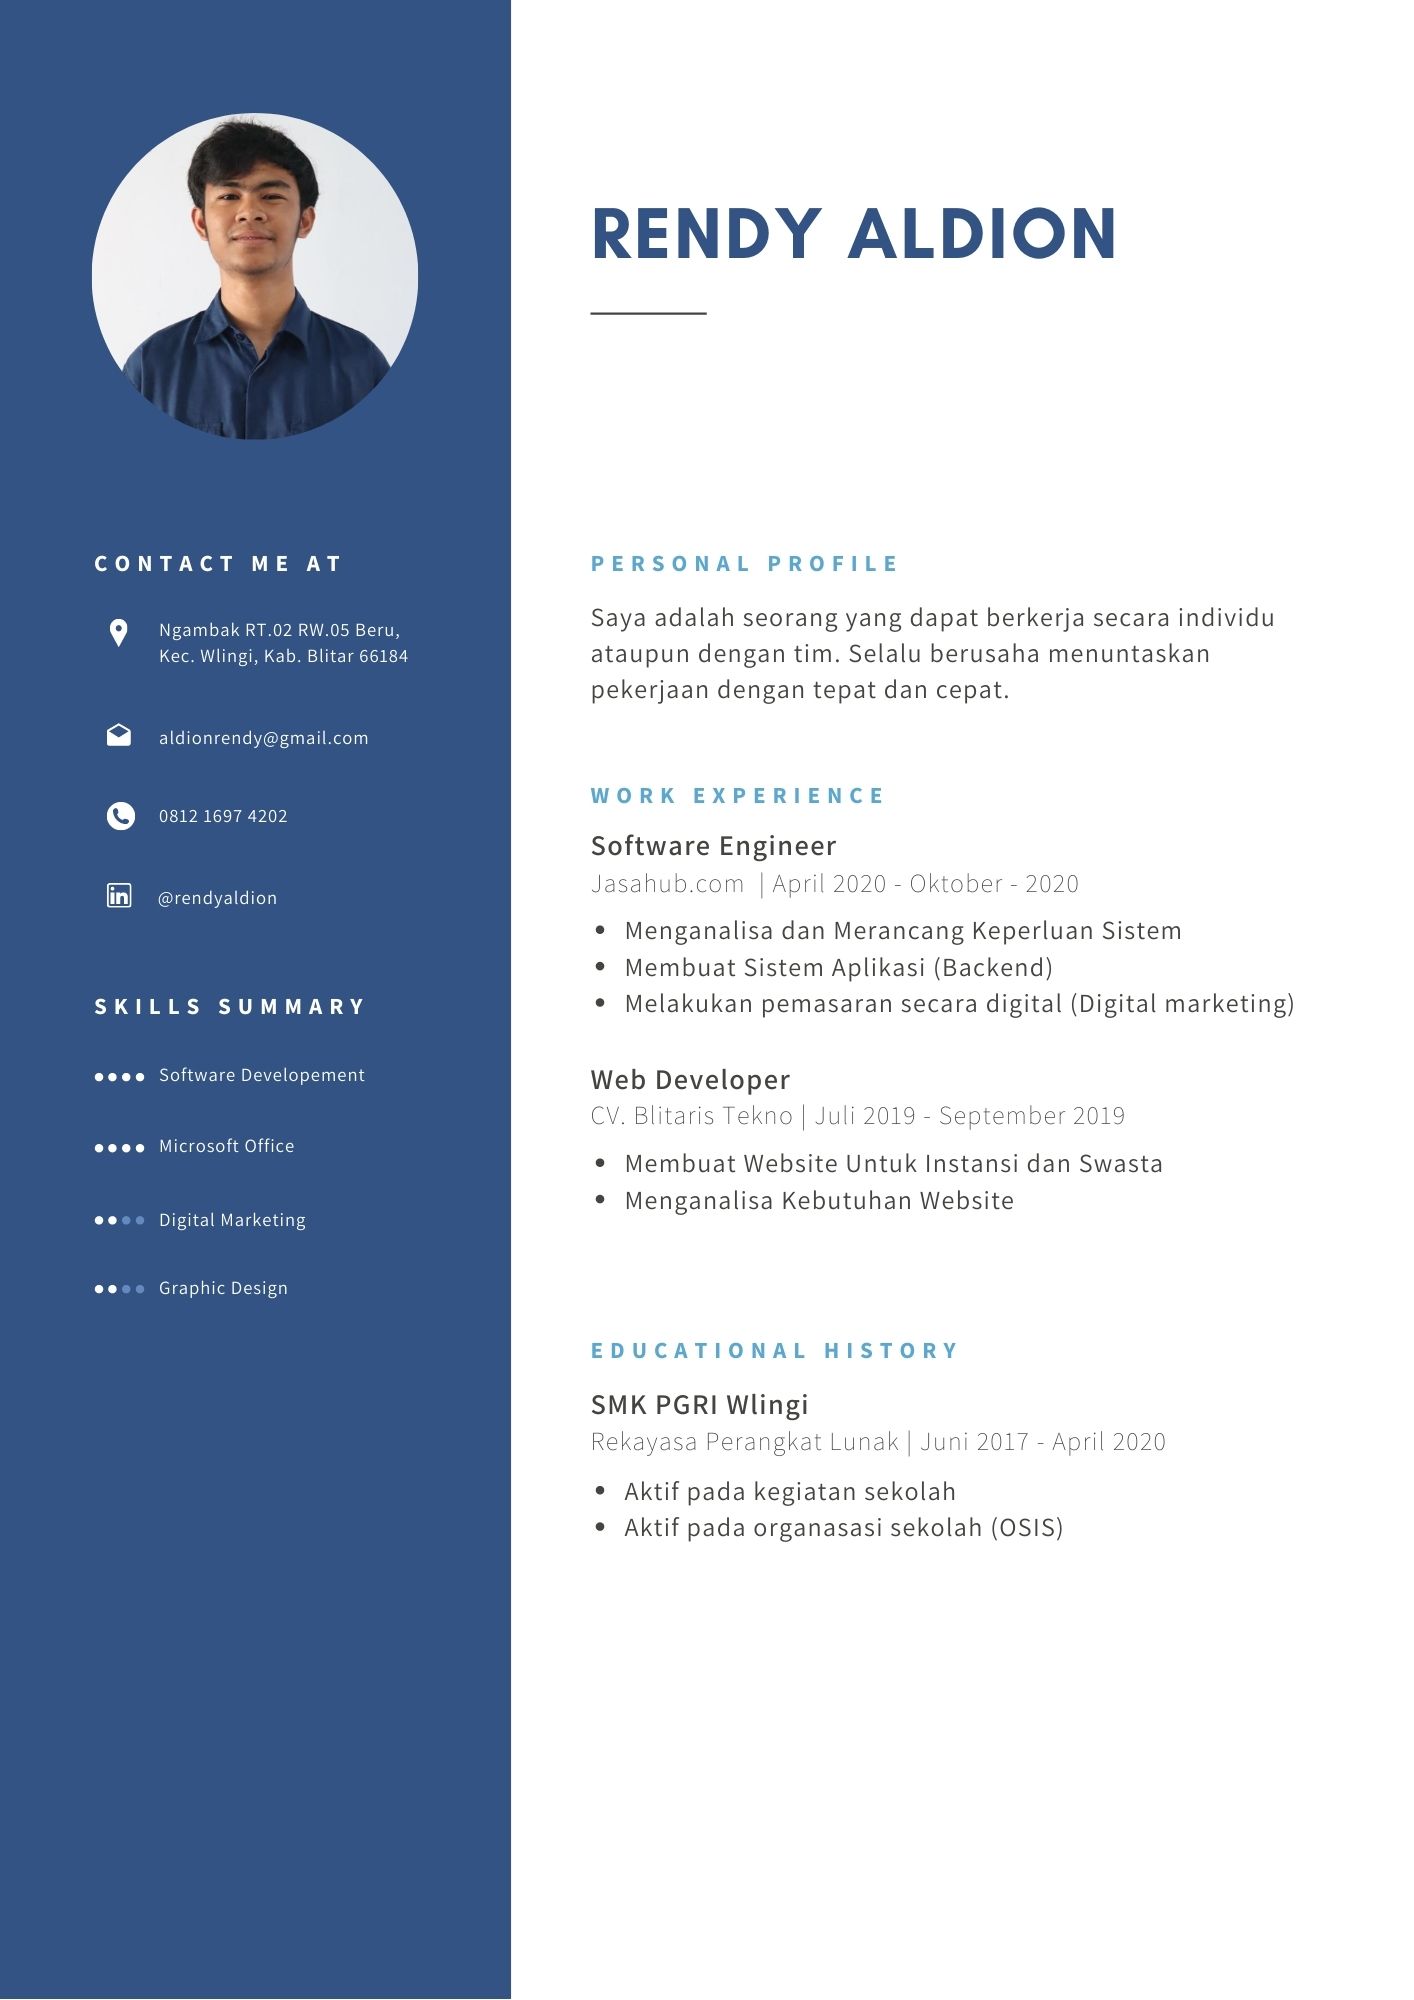 RENDY ALDION
CONTACT ME AT
Ngambak RT.02 RW.05 Beru,
Kec. Wlingi, Kab. Blitar 66184
aldionrendy@gmail.com
0812 1697 4202
in
@rendyaldion
SKILLS SUMMARY
Software Developement
Microsoft Office
Digital Marketing
Graphic Design
PERSONAL PROFILE
Saya adalah seorang yang dapat berkerja secara individu
ataupun dengan tim. Selalu berusaha menuntaskan
pekerjaan dengan tepat dan cepat.
WORK EXPERIENCE
Software Engineer
Jasahub.com | April 2020 - Oktober - 2020
• Menganalisa dan Merancang Keperluan Sistem
• Membuat Sistem Aplikasi (Backend)
• Melakukan pemasaran secara digital (Digital marketing)
Web Developer
CV. Blitaris Tekno | Juli 2019 - September 2019
• Membuat Website Untuk Instansi dan Swasta
• Menganalisa Kebutuhan Website
EDUCATIONAL HISTORY
SMK PGRI Wlingi
Rekayasa Perangkat Lunak | Juni 2017 - April 2020
• Aktif pada kegiatan sekolah
• Aktif pada organasasi sekolah (OSIS)